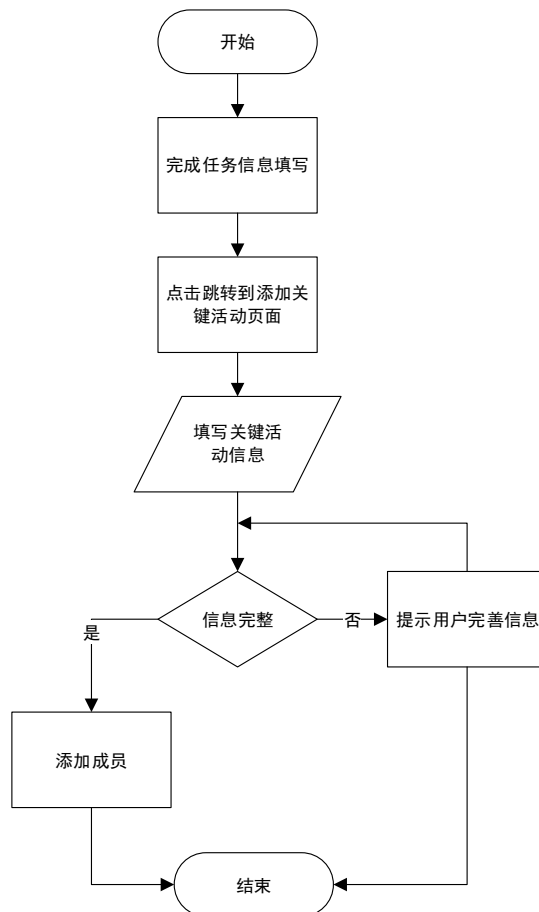 开始
完成任务信息填写
点击跳转到添加关
键活动页面
填写关键活
动信息
信息完整
否
提示用户完善信息
是
添加成员
结束